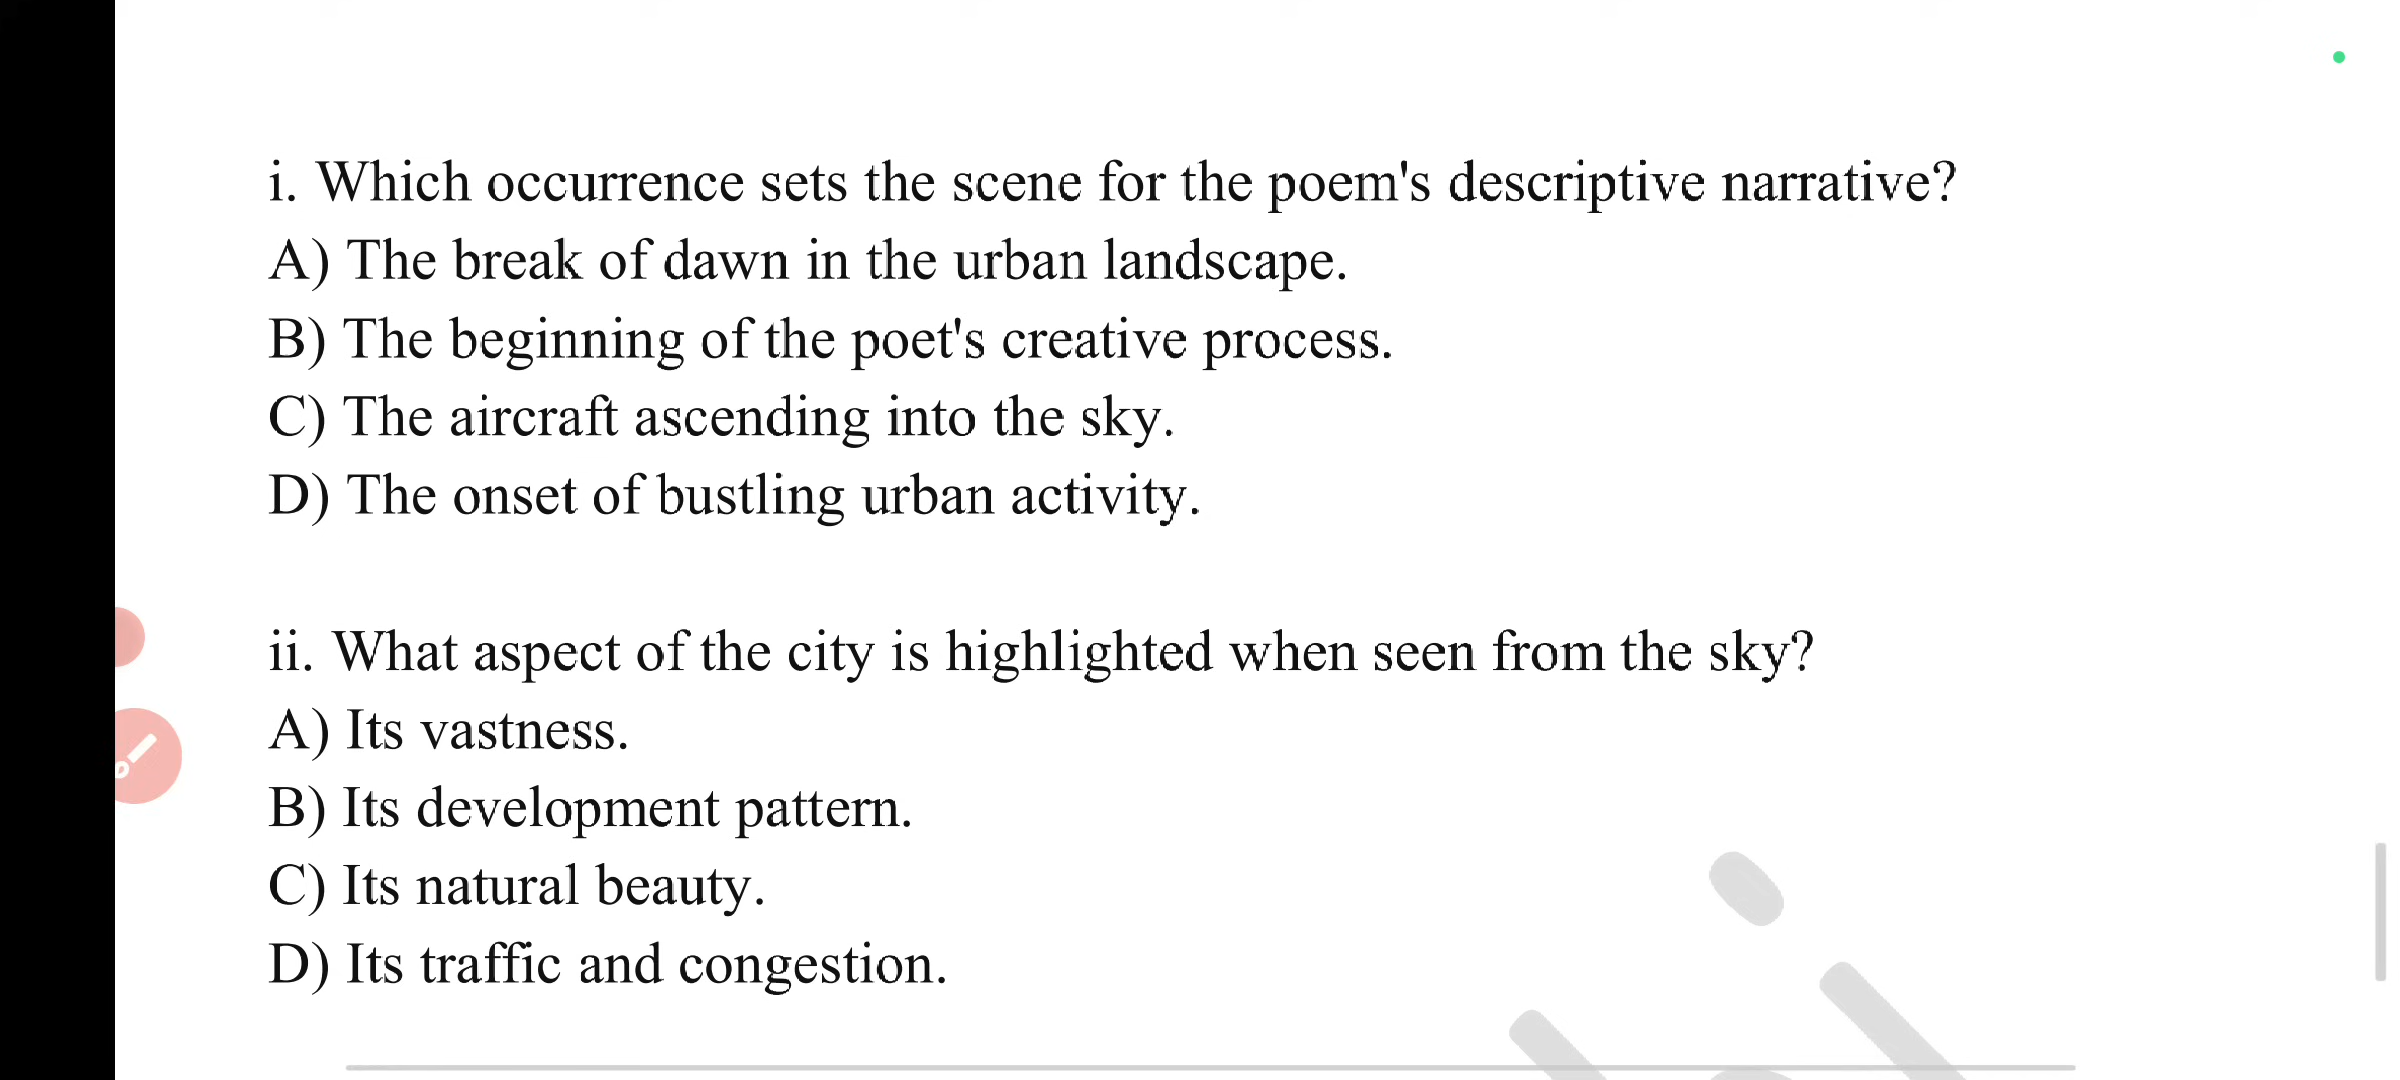 i. Which occurrence sets the scene for the poem's descriptive narrative?
A) The break of dawn in the urban landscape.
B) The beginning of the poet's creative process.
C) The aircraft ascending into the sky.
D) The onset of bustling urban activity.
ii. What aspect of the city is highlighted when seen from the sky?
A) Its vastness.
B) Its development pattern.
C) Its natural beauty.
D) Its traffic and congestion.